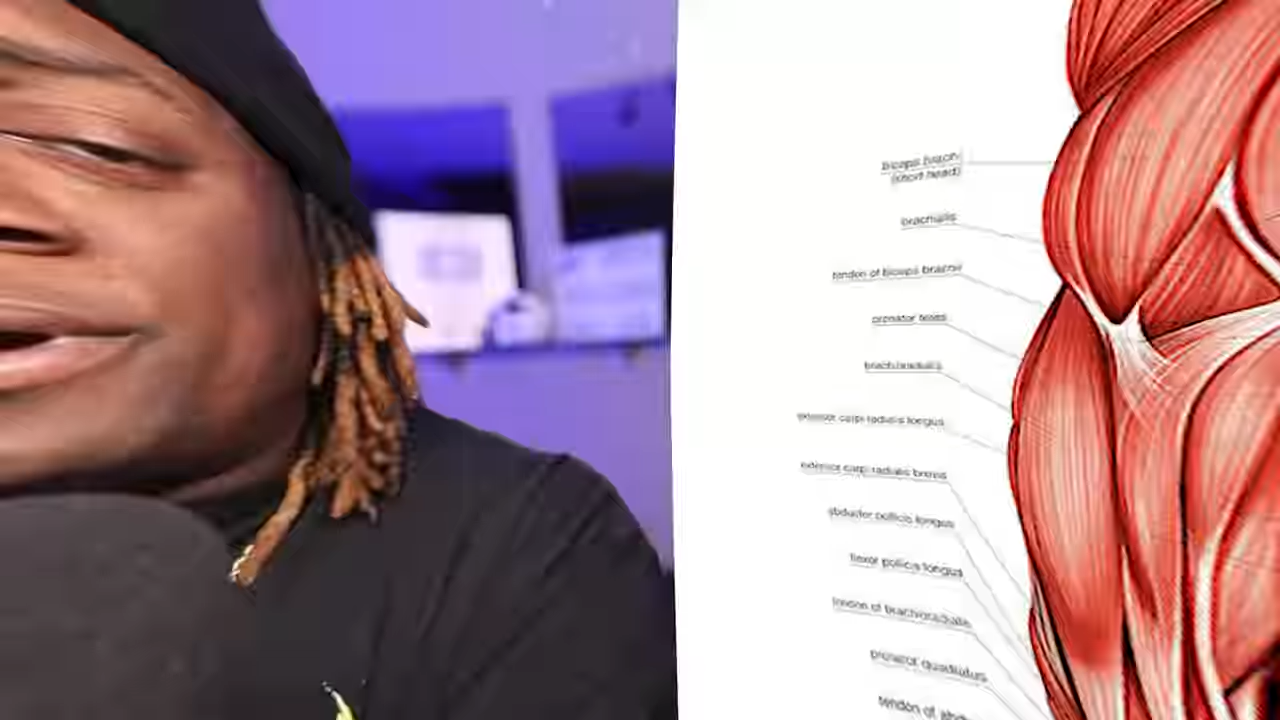 biceps brachii
(short head)
brachialis
tendon of biceps brachii
pronator teres
brachioradialis
extensor carpi radialis longus
extensor carpi radialis brevis
abductor pollicis longus
flexor pollicis longus
tendon of brachioradialis
pronator quadratus
tendon of